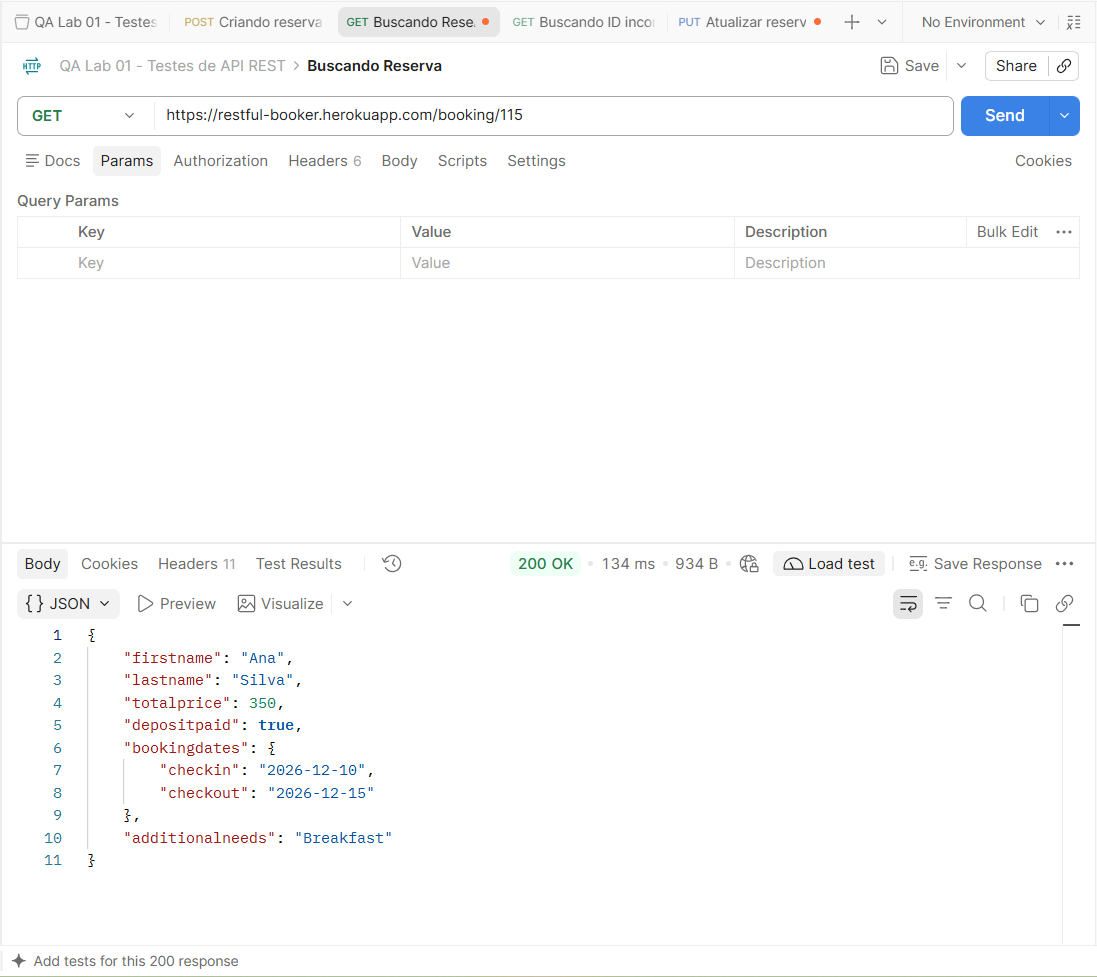 QA Lab 01 - Testes POST Criando reserva GET Buscando Rese GET Buscando ID inco PUT Atualizar reserv No Environment
HTTP QA Lab 01 - Testes de API REST > Buscando Reserva Save Share
GET https://restful-booker.herokuapp.com/booking/115 Send
Docs Params Authorization Headers 6 Body Scripts Settings Cookies
Query Params
Key Value Description Bulk Edit
Key Value Description
Body Cookies Headers 11 Test Results 200 OK 134 ms 934 B Load test e.g. Save Response
{} JSON Preview Visualize
1 {
2 "firstname": "Ana",
3 "lastname": "Silva",
4 "totalprice": 350,
5 "depositpaid": true,
6 "bookingdates": {
7 "checkin": "2026-12-10",
8 "checkout": "2026-12-15"
9 },
10 "additionalneeds": "Breakfast"
11 }
Add tests for this 200 response